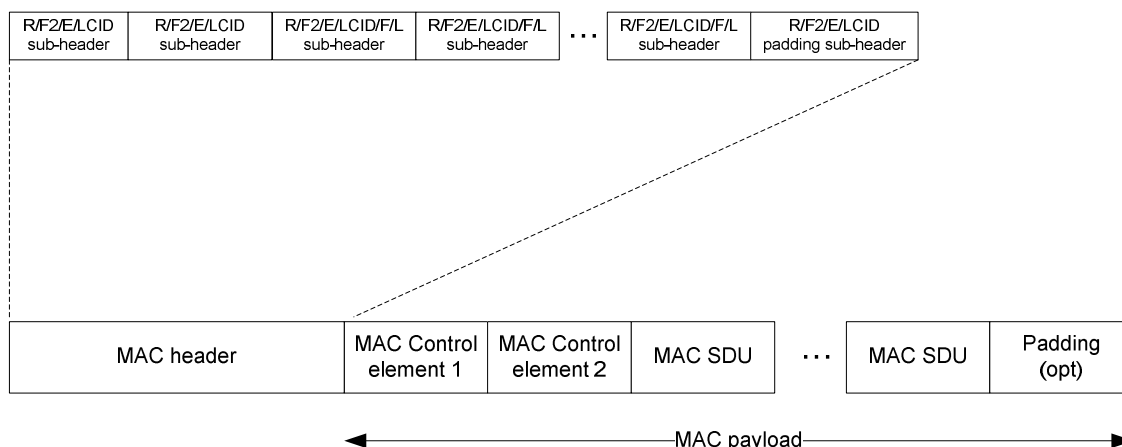 R/F2/E/LCID
sub-header
R/F2/E/LCID
sub-header
R/F2/E/LCID/F/L
sub-header
R/F2/E/LCID/F/L
sub-header
...
R/F2/E/LCID/F/L
sub-header
R/F2/E/LCID
padding sub-header
MAC header
MAC Control
element 1
MAC Control
element 2
MAC SDU
...
MAC SDU
Padding
(opt)
MAC payload